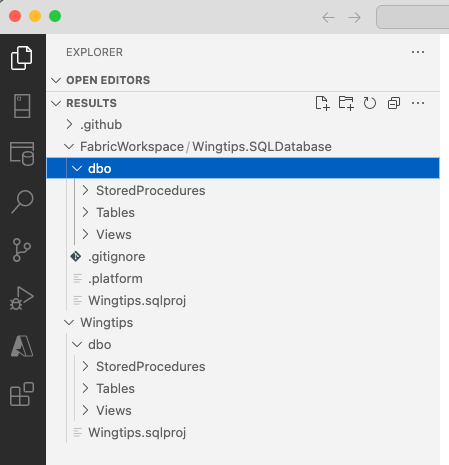 EXPLORER
OPEN EDITORS
RESULTS
.github
FabricWorkspace/Wingtips.SQLDatabase
dbo
StoredProcedures
Tables
Views
.gitignore
.platform
Wingtips.sqlproj
Wingtips
dbo
StoredProcedures
Tables
Views
Wingtips.sqlproj